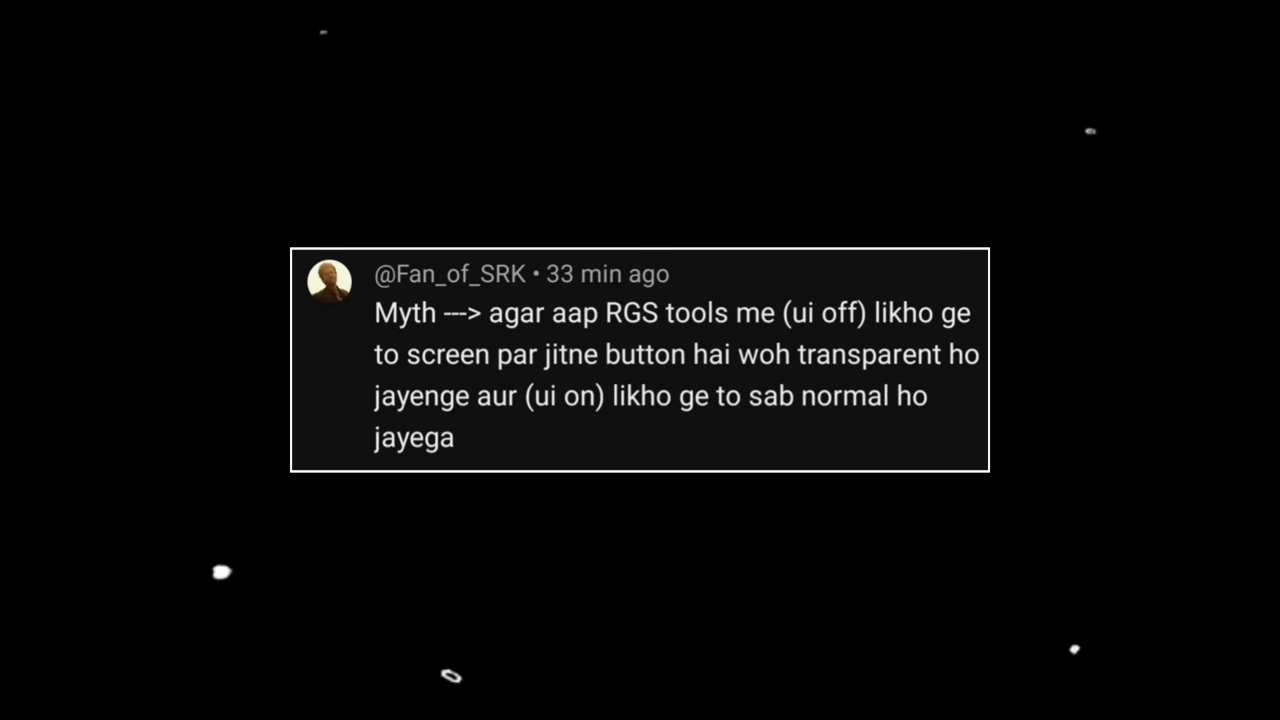 @Fan_of_SRK • 33 min ago
Myth ---> agar aap RGS tools me (ui off) likho ge
to screen par jitne button hai woh transparent ho
jayenge aur (ui on) likho ge to sab normal ho
jayega